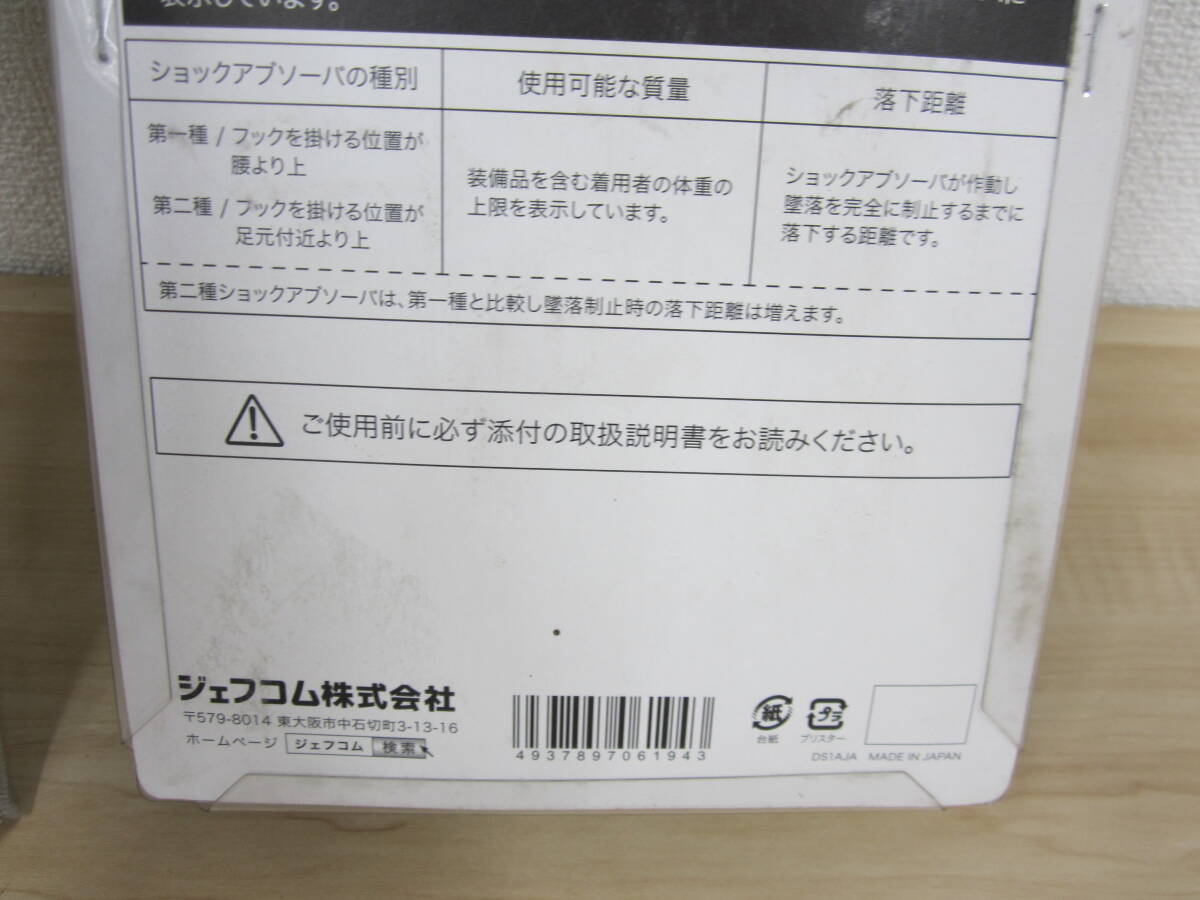 表示しています。
ショックアブソーバの種別
使用可能な質量
落下距離
第一種 / フックを掛ける位置が
腰より上
第二種 / フックを掛ける位置が
足元付近より上
装備品を含む着用者の体重の
上限を表示しています。
ショックアブソーバが作動し
墜落を完全に制止するまでに
落下する距離です。
第二種ショックアブソーバは、第一種と比較し墜落制止時の落下距離は増えます。
ご使用前に必ず添付の取扱説明書をお読みください。
ジェフコム株式会社
〒579-8014 東大阪市中石切町3-13-16
ホームページ ジェフコム 検索
4937897061943
紙
台紙
プラ
ブリスター
DS1AJA MADE IN JAPAN